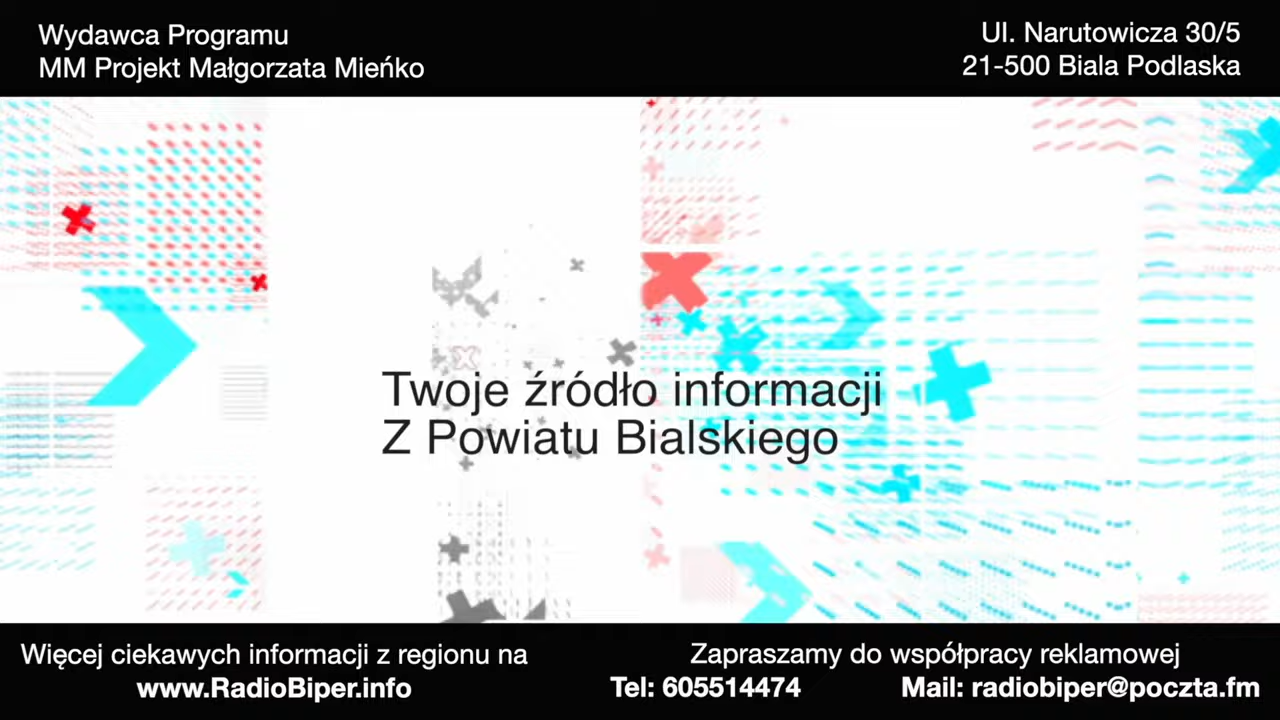 Wydawca Programu
MM Projekt Małgorzata Mieńko
Ul. Narutowicza 30/5
21-500 Biala Podlaska
Twoje źródło informacji
Z Powiatu Bialskiego
Więcej ciekawych informacji z regionu na
www.RadioBiper.info
Zapraszamy do współpracy reklamowej
Tel: 605514474 Mail: radiobiper@poczta.fm